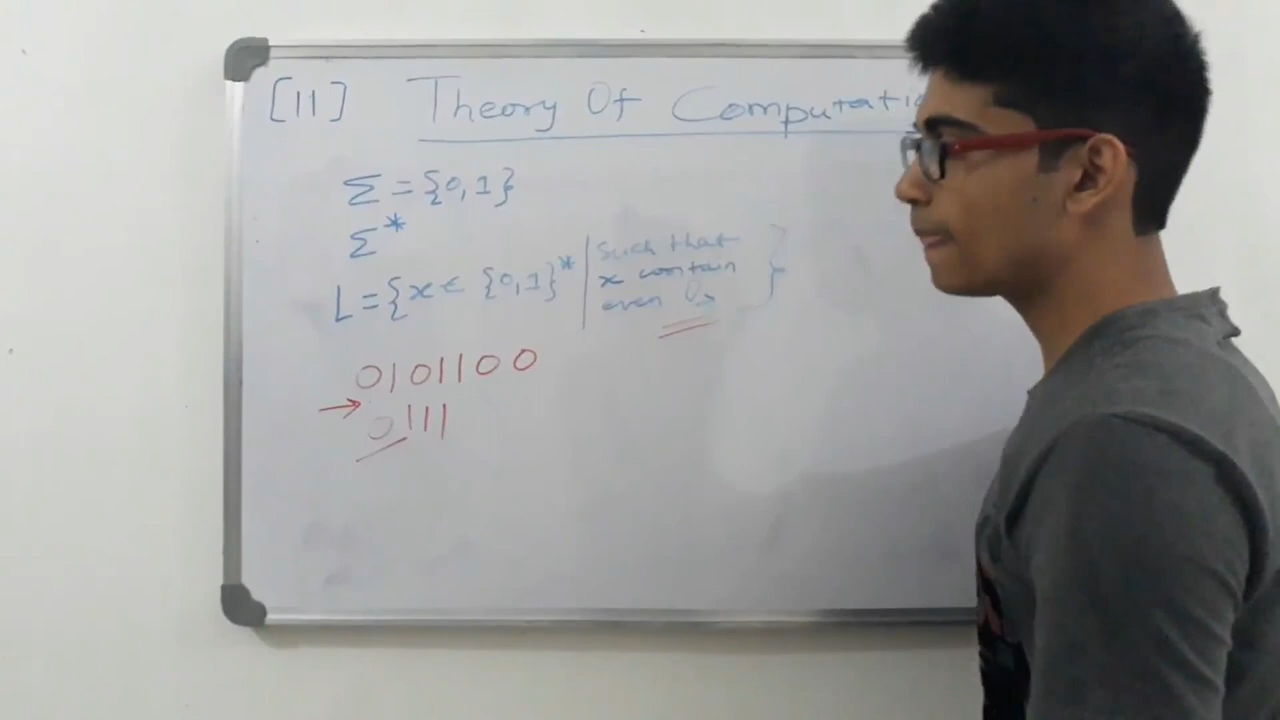 [11] Theory Of Computatio
Σ = {0,1}
Σ*
L = {x ∈ {0,1}* | such that
x contain
even 0s }
0101100
→ 0111